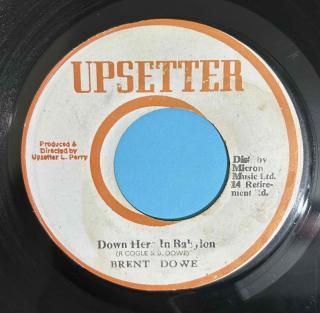 UPSETTER
Produced &
Directed by
Upsetter L. Perry
Dist by
Micron
Music Ltd.
14 Retire-
ment Rd.
Down Here In Babylon
(R COGLE & B. DOWE)
BRENT DOWE